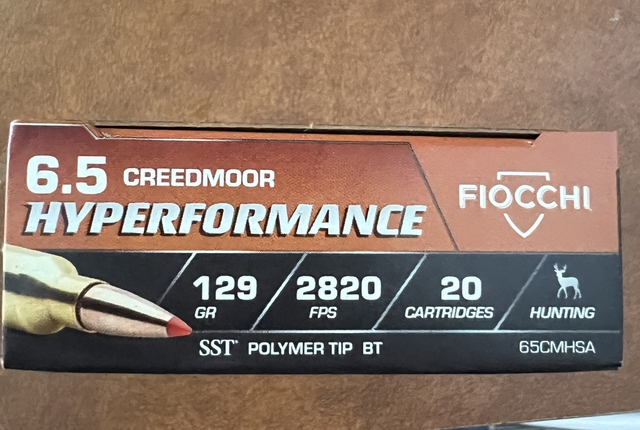 6.5 CREEDMOOR
HYPERFORMANCE
FIOCCHI
129 GR
2820 FPS
20 CARTRIDGES
HUNTING
SST® POLYMER TIP BT
65CMHSA